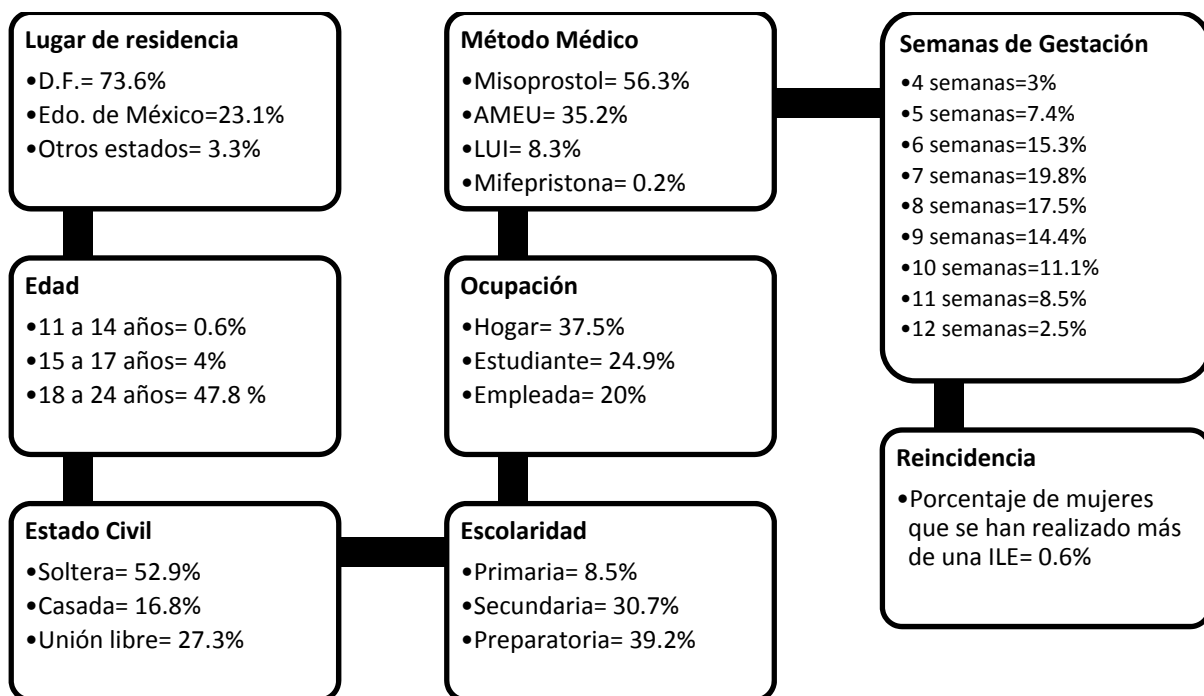 Lugar de residencia
•D.F.= 73.6%
•Edo. de México=23.1%
•Otros estados= 3.3%
Edad
•11 a 14 años= 0.6%
•15 a 17 años= 4%
•18 a 24 años= 47.8 %
Estado Civil
•Soltera= 52.9%
•Casada= 16.8%
•Unión libre= 27.3%
Escolaridad
•Primaria= 8.5%
•Secundaria= 30.7%
•Preparatoria= 39.2%
Ocupación
•Hogar= 37.5%
•Estudiante= 24.9%
•Empleada= 20%
Método Médico
•Misoprostol= 56.3%
•AMEU= 35.2%
•LUI= 8.3%
•Mifepristona= 0.2%
Semanas de Gestación
•4 semanas=3%
•5 semanas=7.4%
•6 semanas=15.3%
•7 semanas=19.8%
•8 semanas=17.5%
•9 semanas=14.4%
•10 semanas=11.1%
•11 semanas=8.5%
•12 semanas=2.5%
Reincidencia
•Porcentaje de mujeres
que se han realizado más
de una ILE= 0.6%